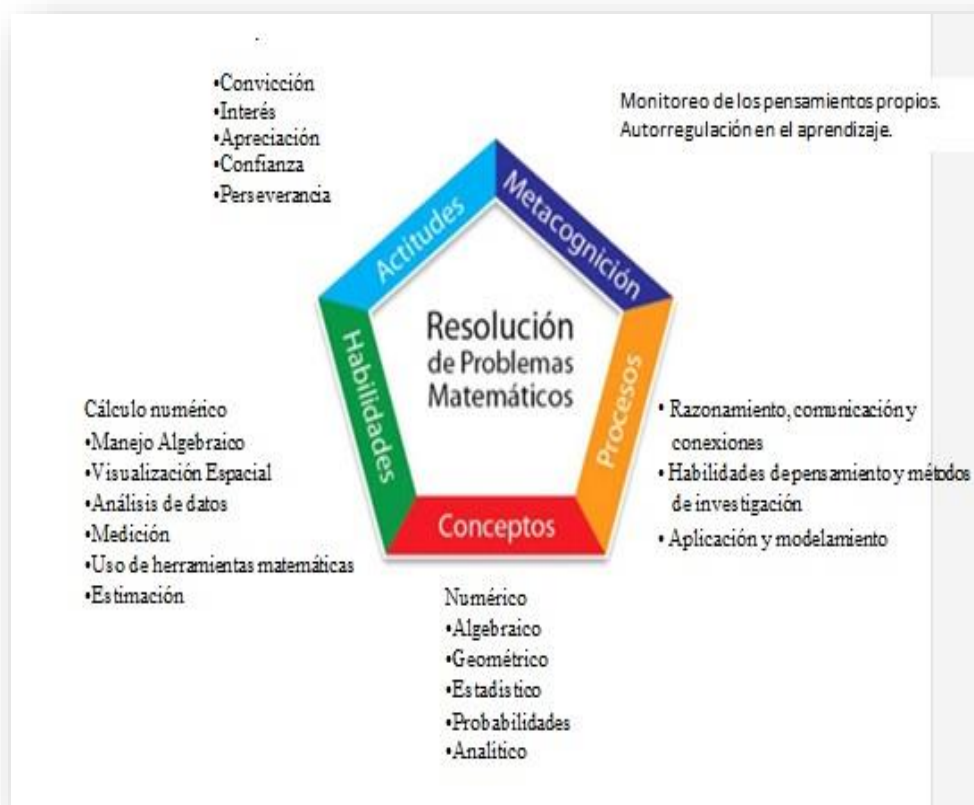 •Convicción
•Interés
•Apreciación
•Confianza
•Perseverancia
Monitoreo de los pensamientos propios.
Autorregulación en el aprendizaje.
Actitudes
Metacognición
Habilidades
Procesos
Conceptos
Resolución
de Problemas
Matemáticos
Cálculo numérico
•Manejo Algebraico
•Visualización Espacial
•Análisis de datos
•Medición
•Uso de herramientas matemáticas
•Estimación
• Razonamiento, comunicación y
conexiones
• Habilidades de pensamiento y métodos
de investigación
• Aplicación y modelamiento
Numérico
•Algebraico
•Geométrico
•Estadistico
•Probabilidades
•Analítico